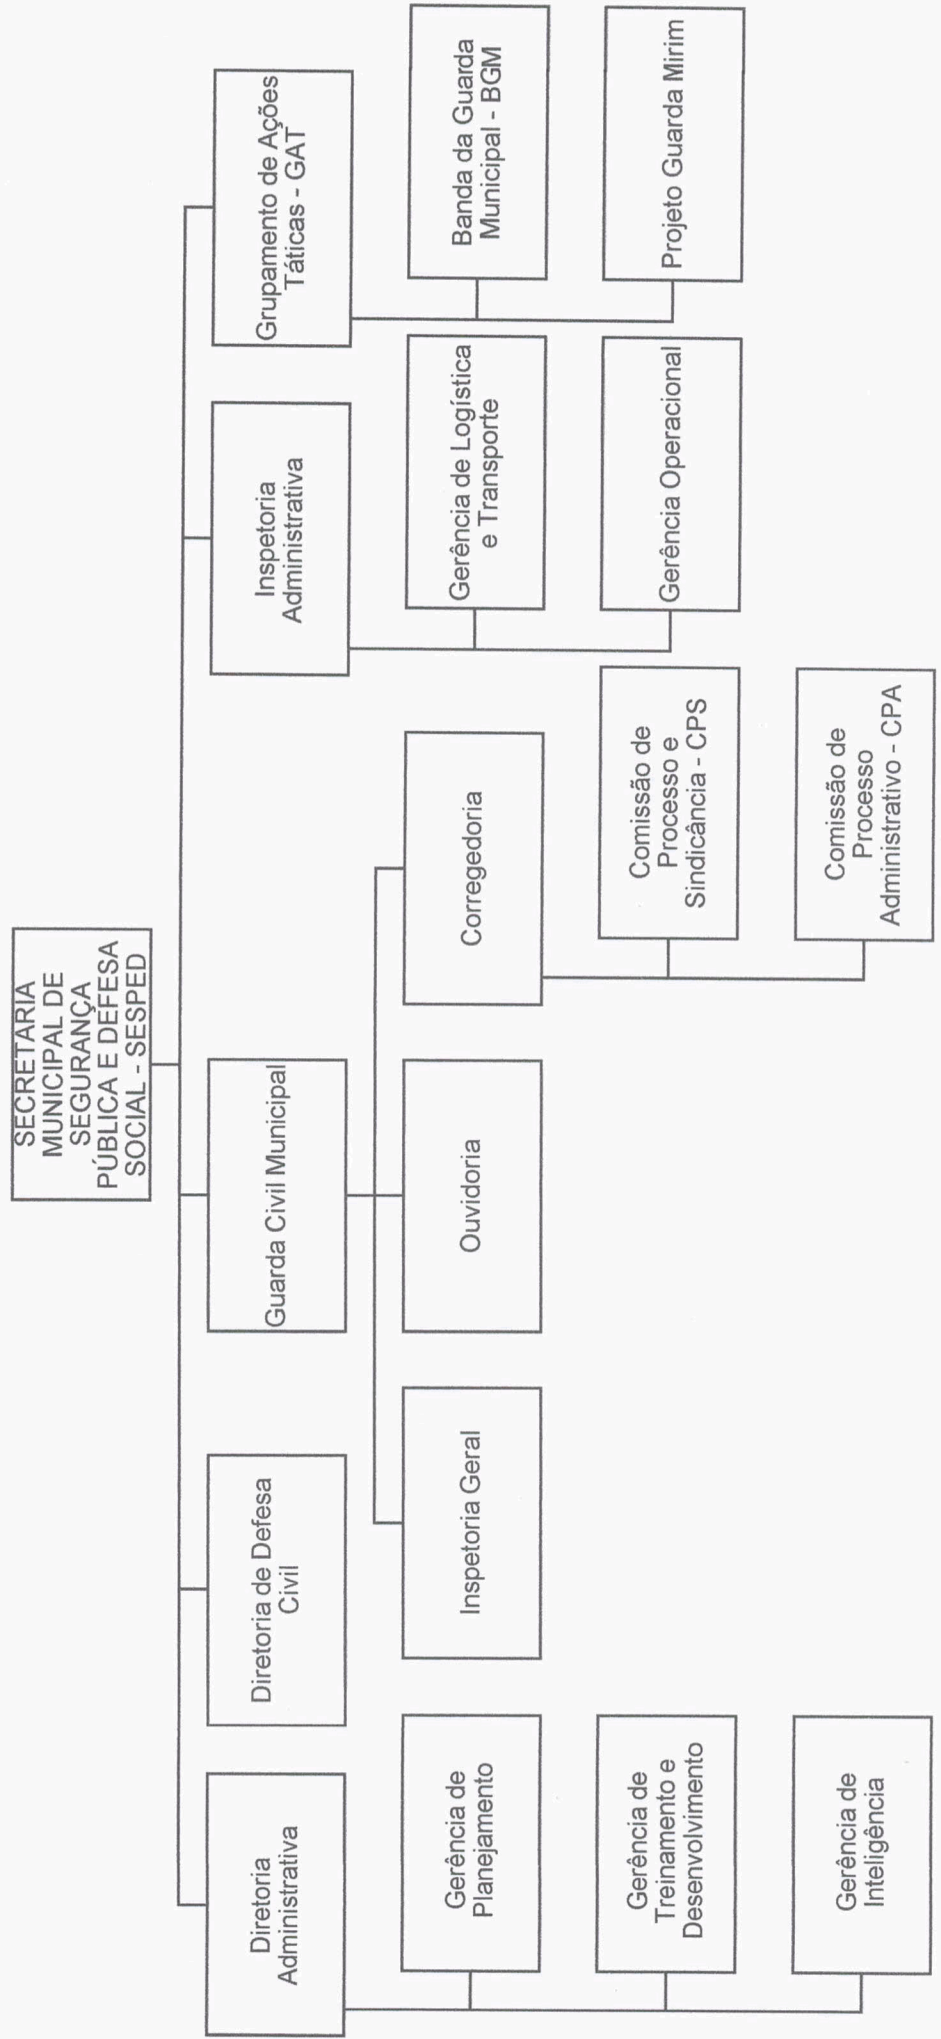 SECRETARIA
MUNICIPAL DE
SEGURANÇA
PÚBLICA E DEFESA
SOCIAL - SESPED
Diretoria
Administrativa
Diretoria de Defesa
Civil
Guarda Civil Municipal
Inspetoria
Administrativa
Grupamento de Ações
Táticas - GAT
Gerência de
Planejamento
Inspetoria Geral
Ouvidoria
Corregedoria
Gerência de Logística
e Transporte
Banda da Guarda
Municipal - BGM
Gerência de
Treinamento e
Desenvolvimento
Comissão de
Processo e
Sindicância - CPS
Gerência Operacional
Projeto Guarda Mirim
Gerência de
Inteligência
Comissão de
Processo
Administrativo - CPA